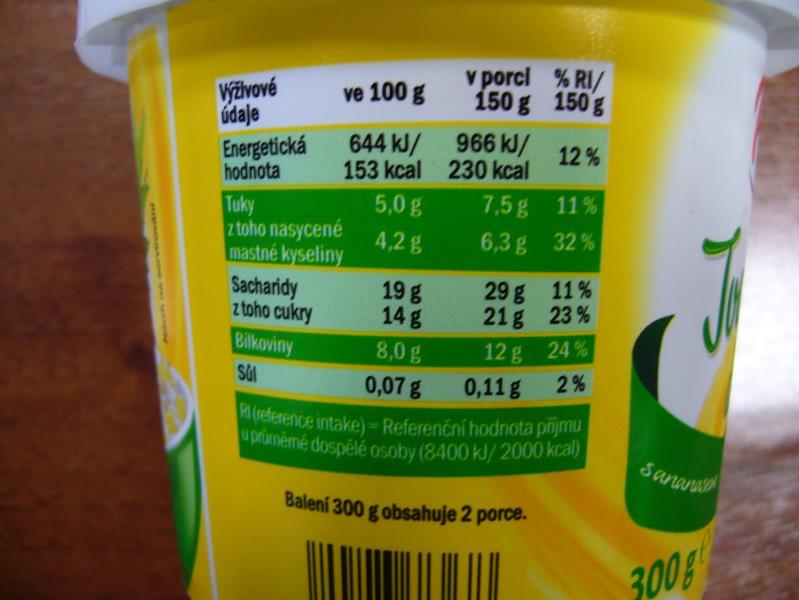 Výživové údaje ve 100 g v porci 150 g % RI/ 150 g
Energetická hodnota 644 kJ/ 153 kcal 966 kJ/ 230 kcal 12 %
Tuky 5,0 g 7,5 g 11 %
z toho nasycené mastné kyseliny 4,2 g 6,3 g 32 %
Sacharidy 19 g 29 g 11 %
z toho cukry 14 g 21 g 23 %
Bílkoviny 8,0 g 12 g 24 %
Sůl 0,07 g 0,11 g 2 %
RI (reference intake) = Referenční hodnota příjmu
u průměrné dospělé osoby (8400 kJ/ 2000 kcal)
Balení 300 g obsahuje 2 porce.
s ananasem
300 g e